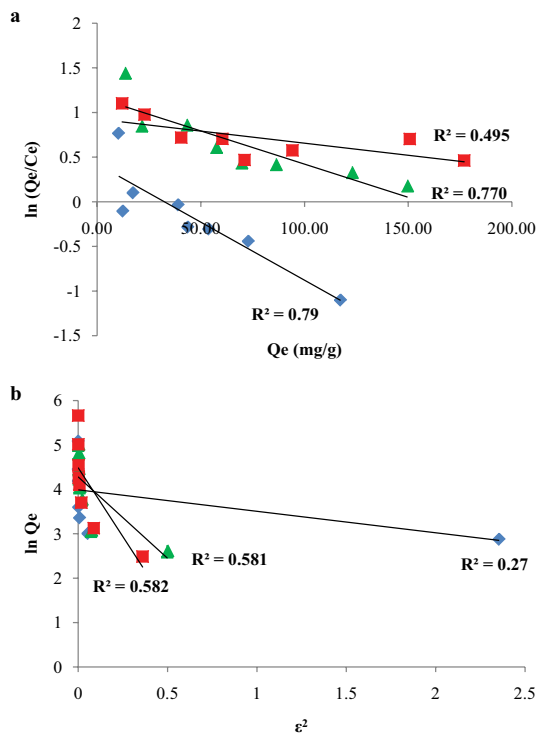 a
2
1.5
1
0.5
0
-0.5
-1
-1.5
ln (Qe/Ce)
0.00 50.00 100.00 150.00 200.00
R² = 0.495
R² = 0.770
R² = 0.79
Qe (mg/g)
b
6
5
4
3
2
1
0
ln Qe
R² = 0.581
R² = 0.27
R² = 0.582
0 0.5 1 1.5 2 2.5
ε²